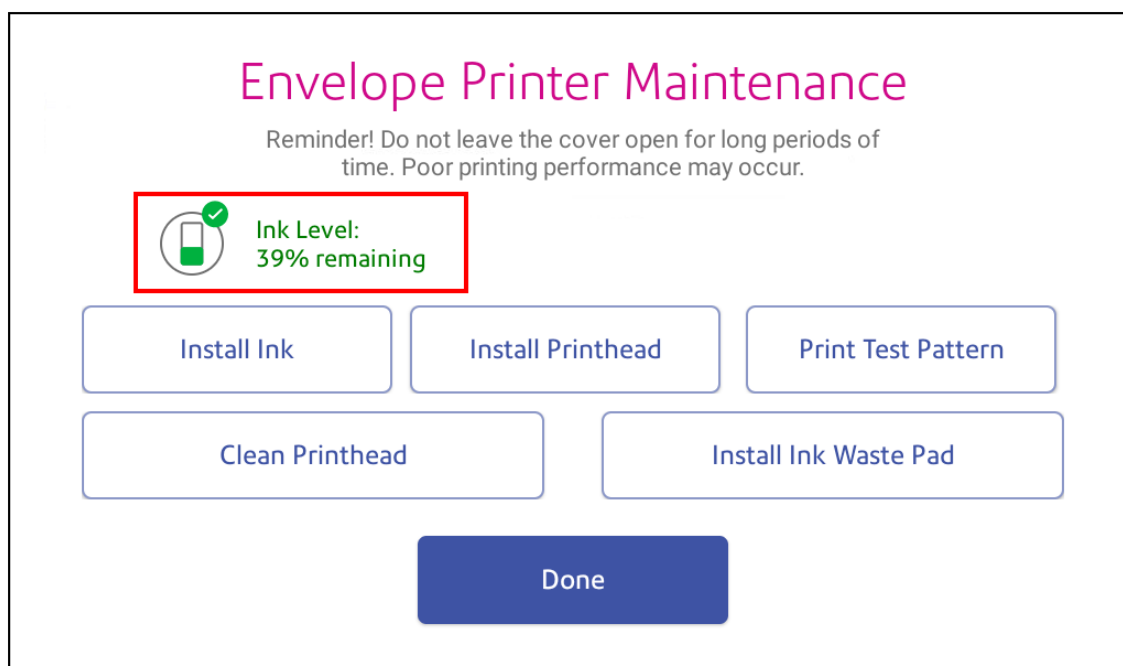 Envelope Printer Maintenance
Reminder! Do not leave the cover open for long periods of
time. Poor printing performance may occur.
Ink Level:
39% remaining
Install Ink
Install Printhead
Print Test Pattern
Clean Printhead
Install Ink Waste Pad
Done